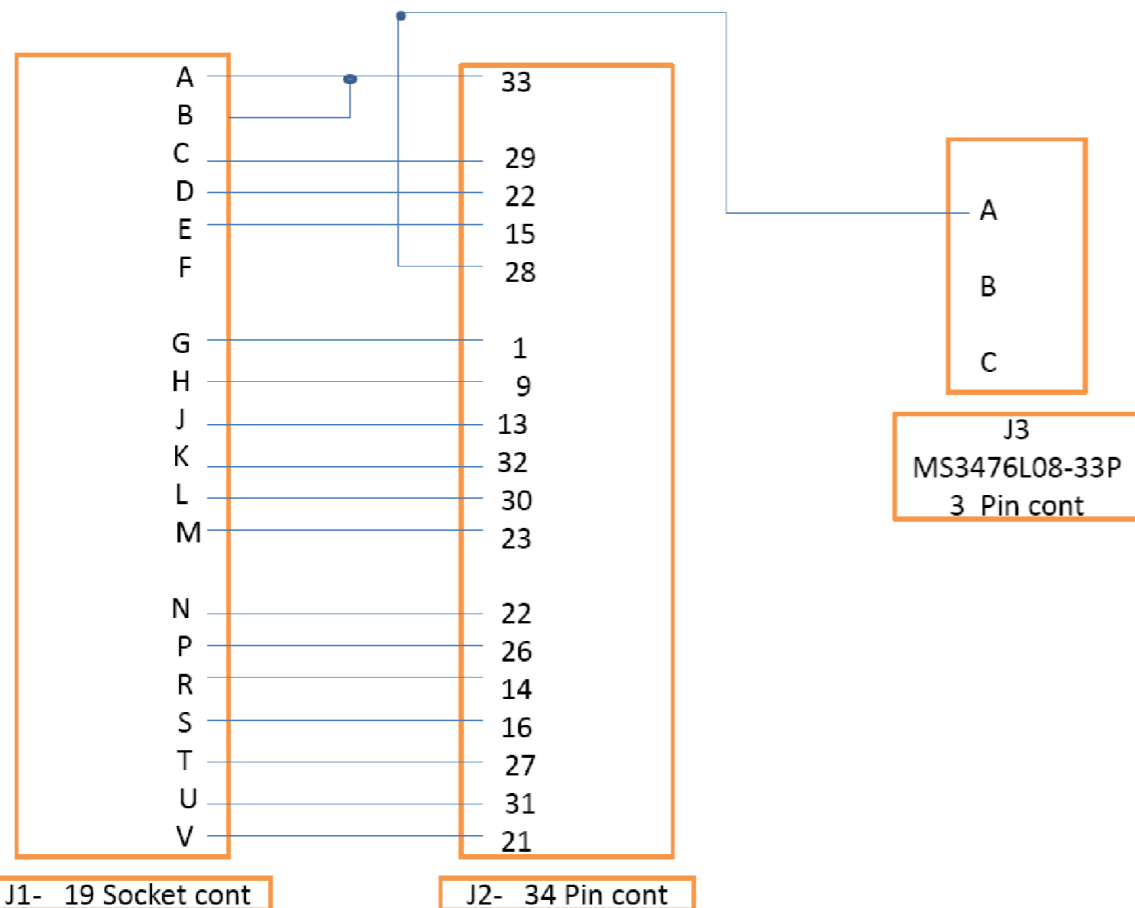 A 33
B
C 29
D 22
E 15
F 28
G 1
H 9
J 13
K 32
L 30
M 23
N 22
P 26
R 14
S 16
T 27
U 31
V 21
J1- 19 Socket cont
J2- 34 Pin cont
A
B
C
J3
MS3476L08-33P
3 Pin cont